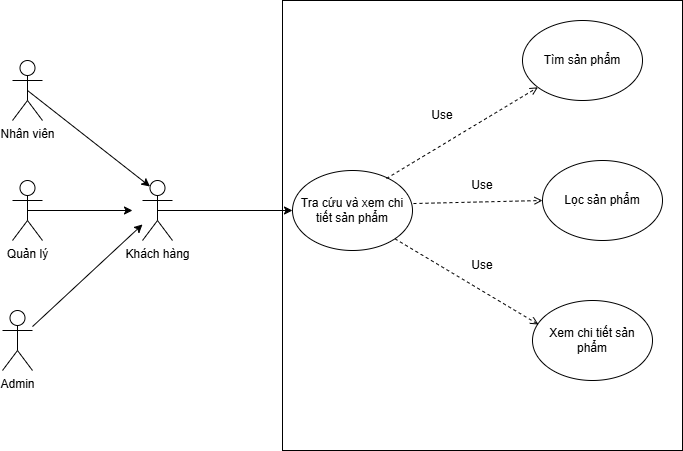 Tìm sản phẩm
Nhân viên
Use
Tra cứu và xem chi
tiết sản phẩm
Use
Lọc sản phẩm
Quản lý
Khách hàng
Use
Xem chi tiết sản
phẩm
Admin